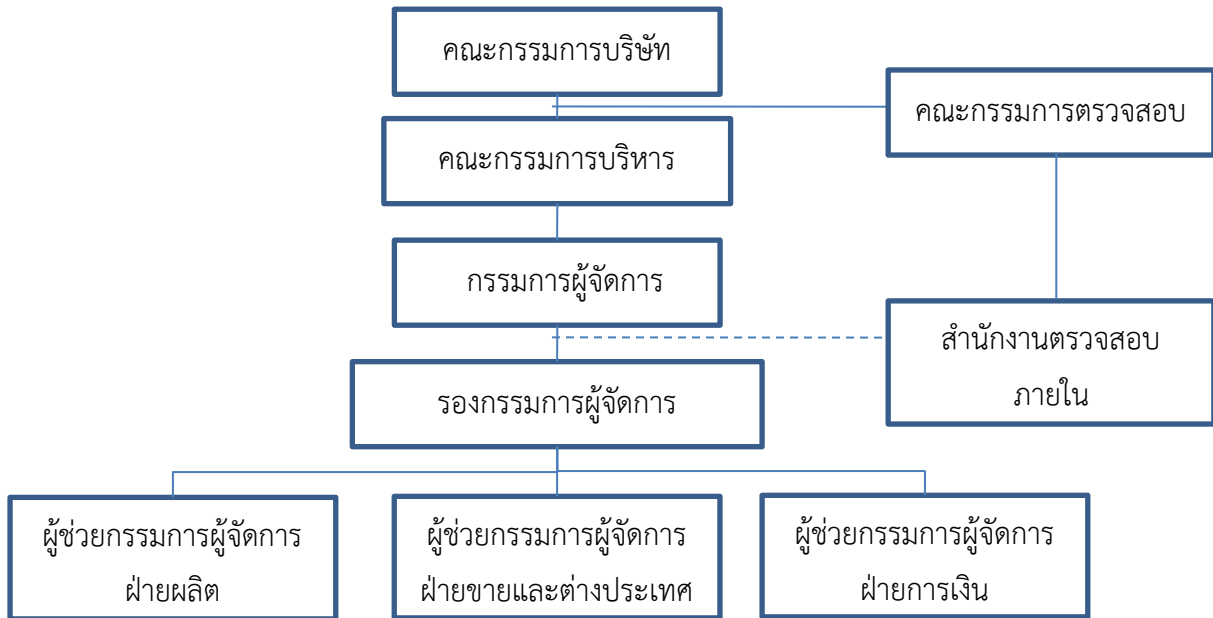 คณะกรรมการบริษัท
คณะกรรมการตรวจสอบ
คณะกรรมการบริหาร
กรรมการผู้จัดการ
สำนักงานตรวจสอบ
ภายใน
รองกรรมการผู้จัดการ
ผู้ช่วยกรรมการผู้จัดการ
ฝ่ายผลิต
ผู้ช่วยกรรมการผู้จัดการ
ฝ่ายขายและต่างประเทศ
ผู้ช่วยกรรมการผู้จัดการ
ฝ่ายการเงิน